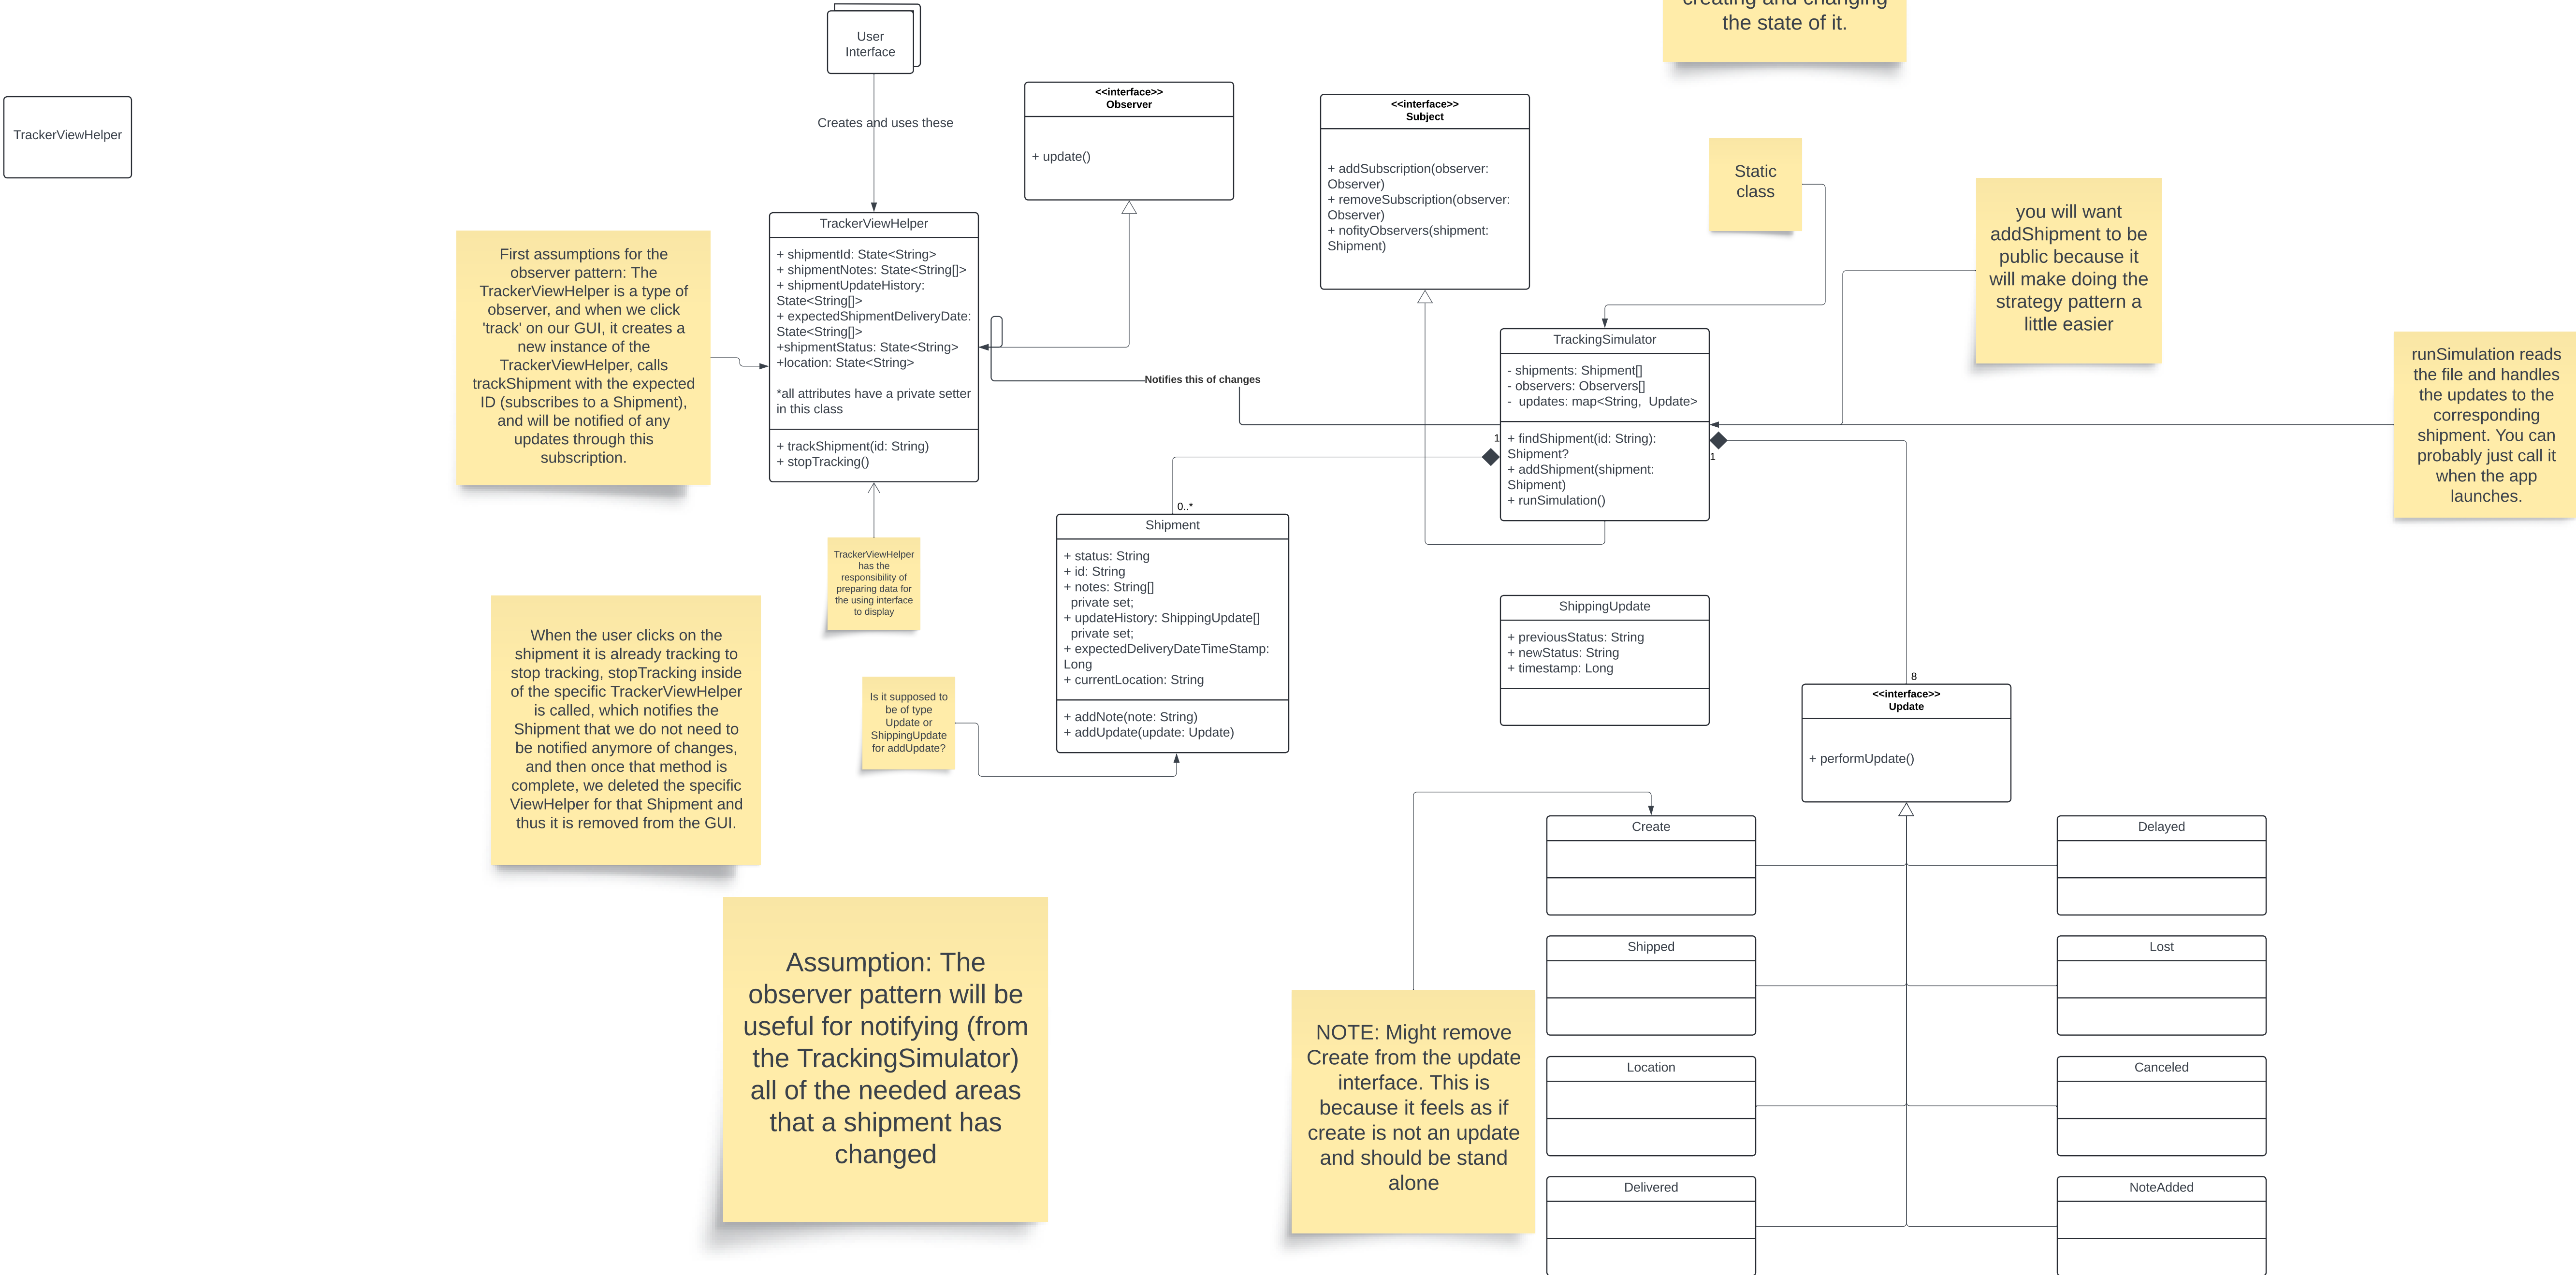 creating and changing
the state of it.
User
Interface
Creates and uses these
TrackerViewHelper
<<interface>>
Observer
+ update()
<<interface>>
Subject
+ addSubscription(observer:
Observer)
+ removeSubscription(observer:
Observer)
+ nofityObservers(shipment:
Shipment)
Static
class
you will want
addShipment to be
public because it
will make doing the
strategy pattern a
little easier
First assumptions for the
observer pattern: The
TrackerViewHelper is a type of
observer, and when we click
'track' on our GUI, it creates a
new instance of the
TrackerViewHelper, calls
trackShipment with the expected
ID (subscribes to a Shipment),
and will be notified of any
updates through this
subscription.
TrackerViewHelper
+ shipmentId: State<String>
+ shipmentNotes: State<String[]>
+ shipmentUpdateHistory:
State<String[]>
+ expectedShipmentDeliveryDate:
State<String[]>
+shipmentStatus: State<String>
+location: State<String>
*all attributes have a private setter
in this class
+ trackShipment(id: String)
+ stopTracking()
Notifies this of changes
TrackingSimulator
- shipments: Shipment[]
- observers: Observers[]
-  updates: map<String,  Update>
+ findShipment(id: String):
Shipment?
+ addShipment(shipment:
Shipment)
+ runSimulation()
1
1
0..*
8
runSimulation reads
the file and handles
the updates to the
corresponding
shipment. You can
probably just call it
when the app
launches.
TrackerViewHelper
has the
responsibility of
preparing data for
the using interface
to display
Shipment
+ status: String
+ id: String
+ notes: String[]
private set;
+ updateHistory: ShippingUpdate[]
private set;
+ expectedDeliveryDateTimeStamp:
Long
+ currentLocation: String
+ addNote(note: String)
+ addUpdate(update: Update)
ShippingUpdate
+ previousStatus: String
+ newStatus: String
+ timestamp: Long
When the user clicks on the
shipment it is already tracking to
stop tracking, stopTracking inside
of the specific TrackerViewHelper
is called, which notifies the
Shipment that we do not need to
be notified anymore of changes,
and then once that method is
complete, we deleted the specific
ViewHelper for that Shipment and
thus it is removed from the GUI.
Is it supposed to
be of type
Update or
ShippingUpdate
for addUpdate?
<<interface>>
Update
+ performUpdate()
Assumption: The
observer pattern will be
useful for notifying (from
the TrackingSimulator)
all of the needed areas
that a shipment has
changed
NOTE: Might remove
Create from the update
interface. This is
because it feels as if
create is not an update
and should be stand
alone
Create
Delayed
Shipped
Lost
Location
Canceled
Delivered
NoteAdded